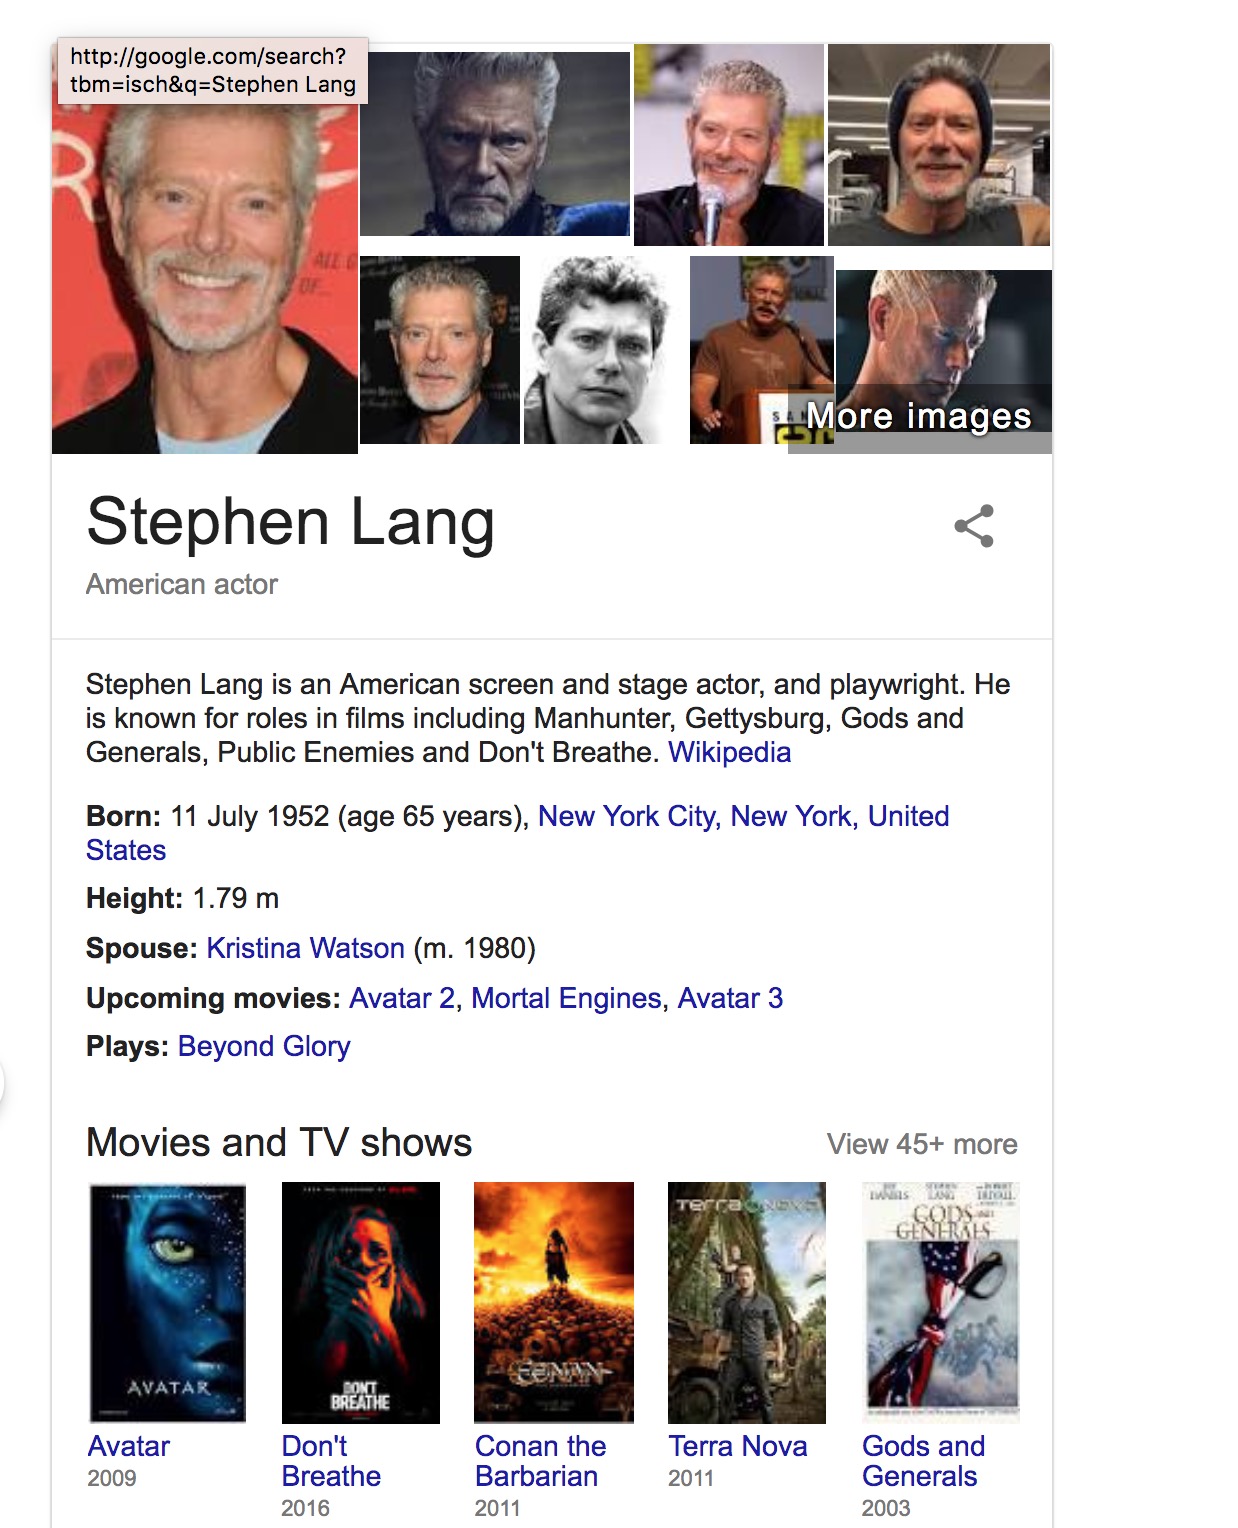 http://google.com/search?
tbm=isch&q=Stephen Lang
More images
Stephen Lang
American actor
Stephen Lang is an American screen and stage actor, and playwright. He
is known for roles in films including Manhunter, Gettysburg, Gods and
Generals, Public Enemies and Don't Breathe. Wikipedia
Born: 11 July 1952 (age 65 years), New York City, New York, United
States
Height: 1.79 m
Spouse: Kristina Watson (m. 1980)
Upcoming movies: Avatar 2, Mortal Engines, Avatar 3
Plays: Beyond Glory
Movies and TV shows
View 45+ more
AVATAR
DON'T
BREATHE
CONAN
TERRA NOVA
GODS AND
GENERALS
Avatar
2009
Don't
Breathe
2016
Conan the
Barbarian
2011
Terra Nova
2011
Gods and
Generals
2003